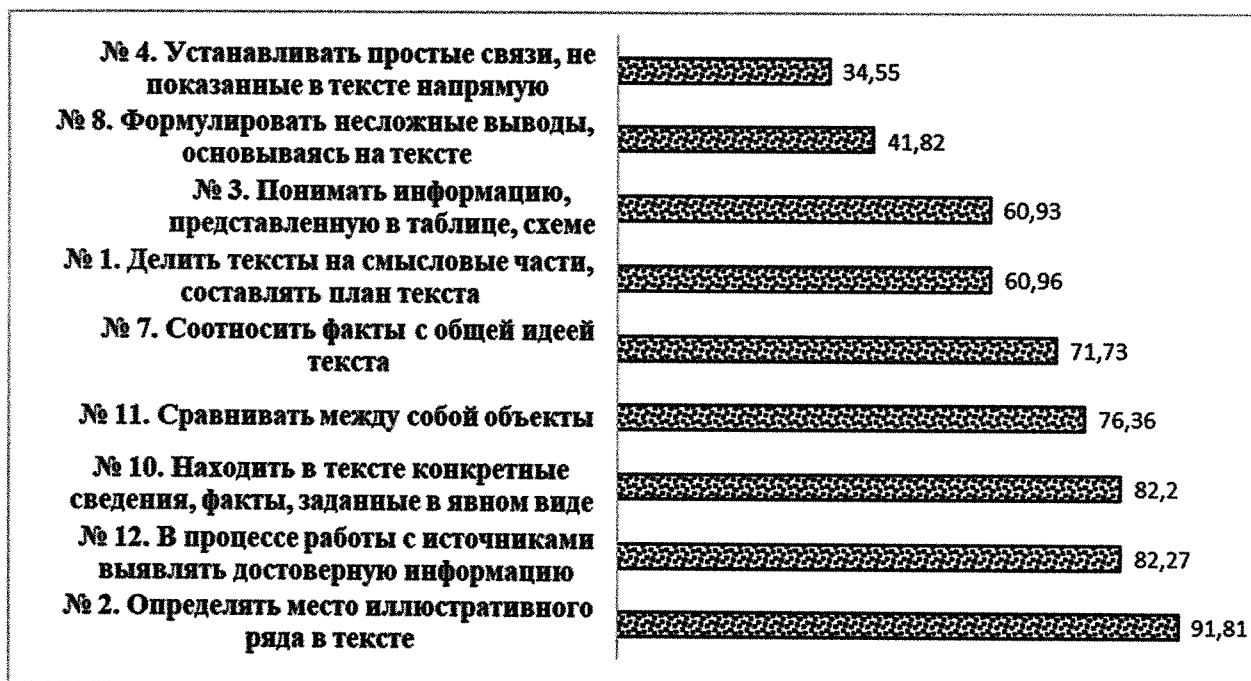 № 4. Устанавливать простые связи, не
показанные в тексте напрямую
34,55
№ 8. Формулировать несложные выводы,
основываясь на тексте
41,82
№ 3. Понимать информацию,
представленную в таблице, схеме
60,93
№ 1. Делить тексты на смысловые части,
составлять план текста
60,96
№ 7. Соотносить факты с общей идеей
текста
71,73
№ 11. Сравнивать между собой объекты
76,36
№ 10. Находить в тексте конкретные
сведения, факты, заданные в явном виде
82,2
№ 12. В процессе работы с источниками
выявлять достоверную информацию
82,27
№ 2. Определять место иллюстративного
ряда в тексте
91,81